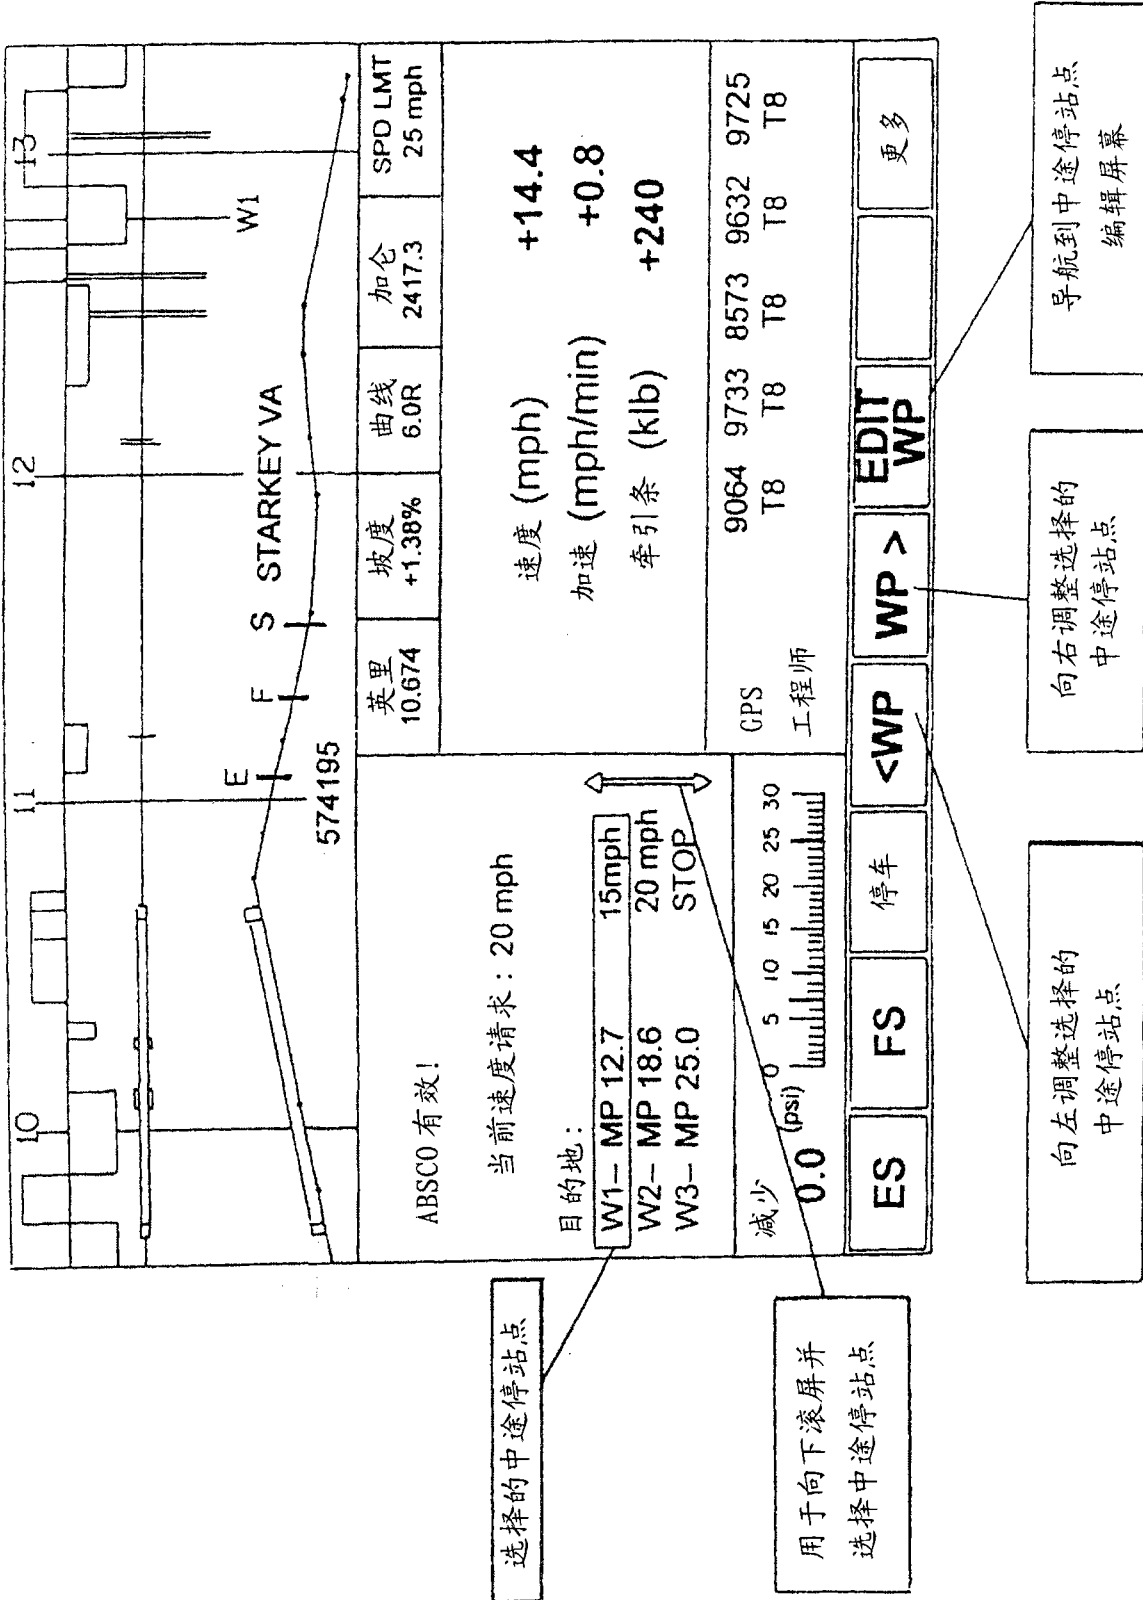 10
11
12
13
W1
E
F
S
STARKEY VA
574195
英里
10.674
坡度
+1.38%
曲线
6.0R
加仑
2417.3
SPD LMT
25 mph
ABSCO 有效!
当前速度请求: 20 mph
目的地:
W1– MP 12.7 15mph
W2– MP 18.6 20 mph
W3– MP 25.0 STOP
速度 (mph) +14.4
加速 (mph/min) +0.8
牵引条 (klb) +240
减少
0.0 (psi)
0 5 10 15 20 25 30
GPS
工程师
9064 9733 8573 9632 9725
T8 T8 T8 T8 T8
ES
FS
停车
<WP
WP >
EDIT
WP
更多
选择的中途停站点
用于向下滚屏并
选择中途停站点
向左调整选择的
中途停站点
向右调整选择的
中途停站点
导航到中途停站点
编辑屏幕